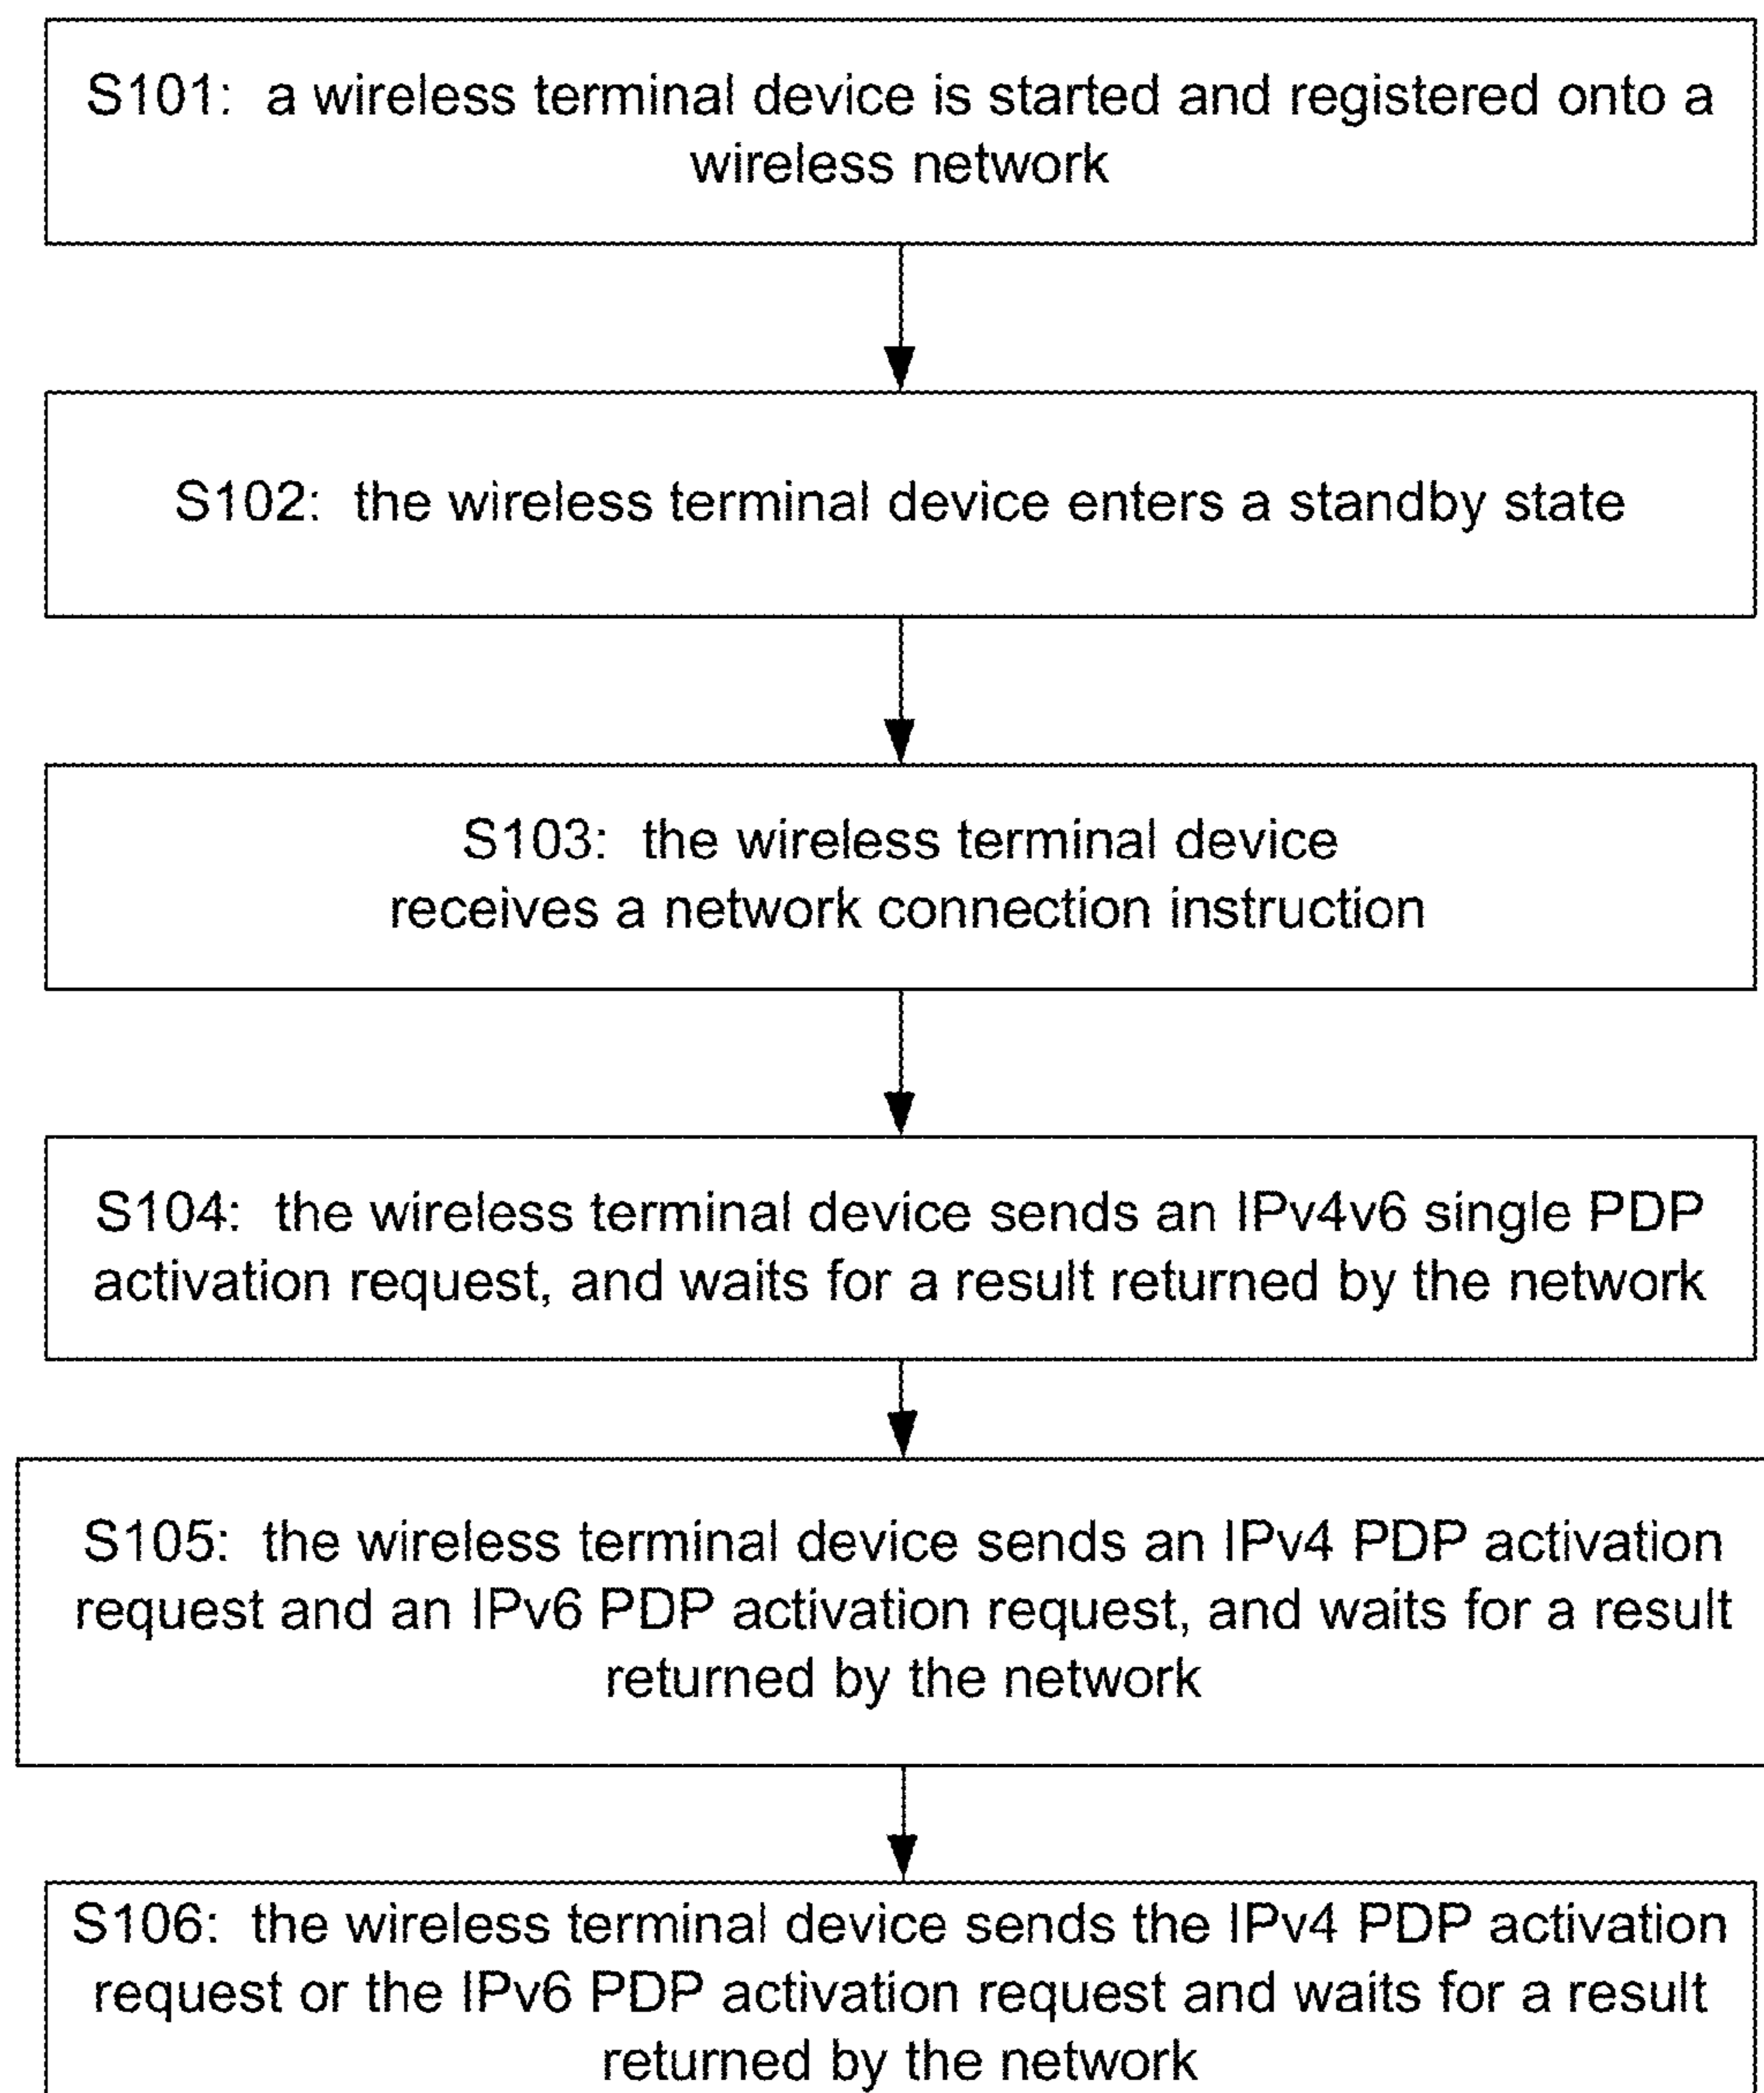 S101: a wireless terminal device is started and registered onto a
wireless network
S102: the wireless terminal device enters a standby state
S103: the wireless terminal device
receives a network connection instruction
S104: the wireless terminal device sends an IPv4v6 single PDP
activation request, and waits for a result returned by the network
S105: the wireless terminal device sends an IPv4 PDP activation
request and an IPv6 PDP activation request, and waits for a result
returned by the network
S106: the wireless terminal device sends the IPv4 PDP activation
request or the IPv6 PDP activation request and waits for a result
returned by the network